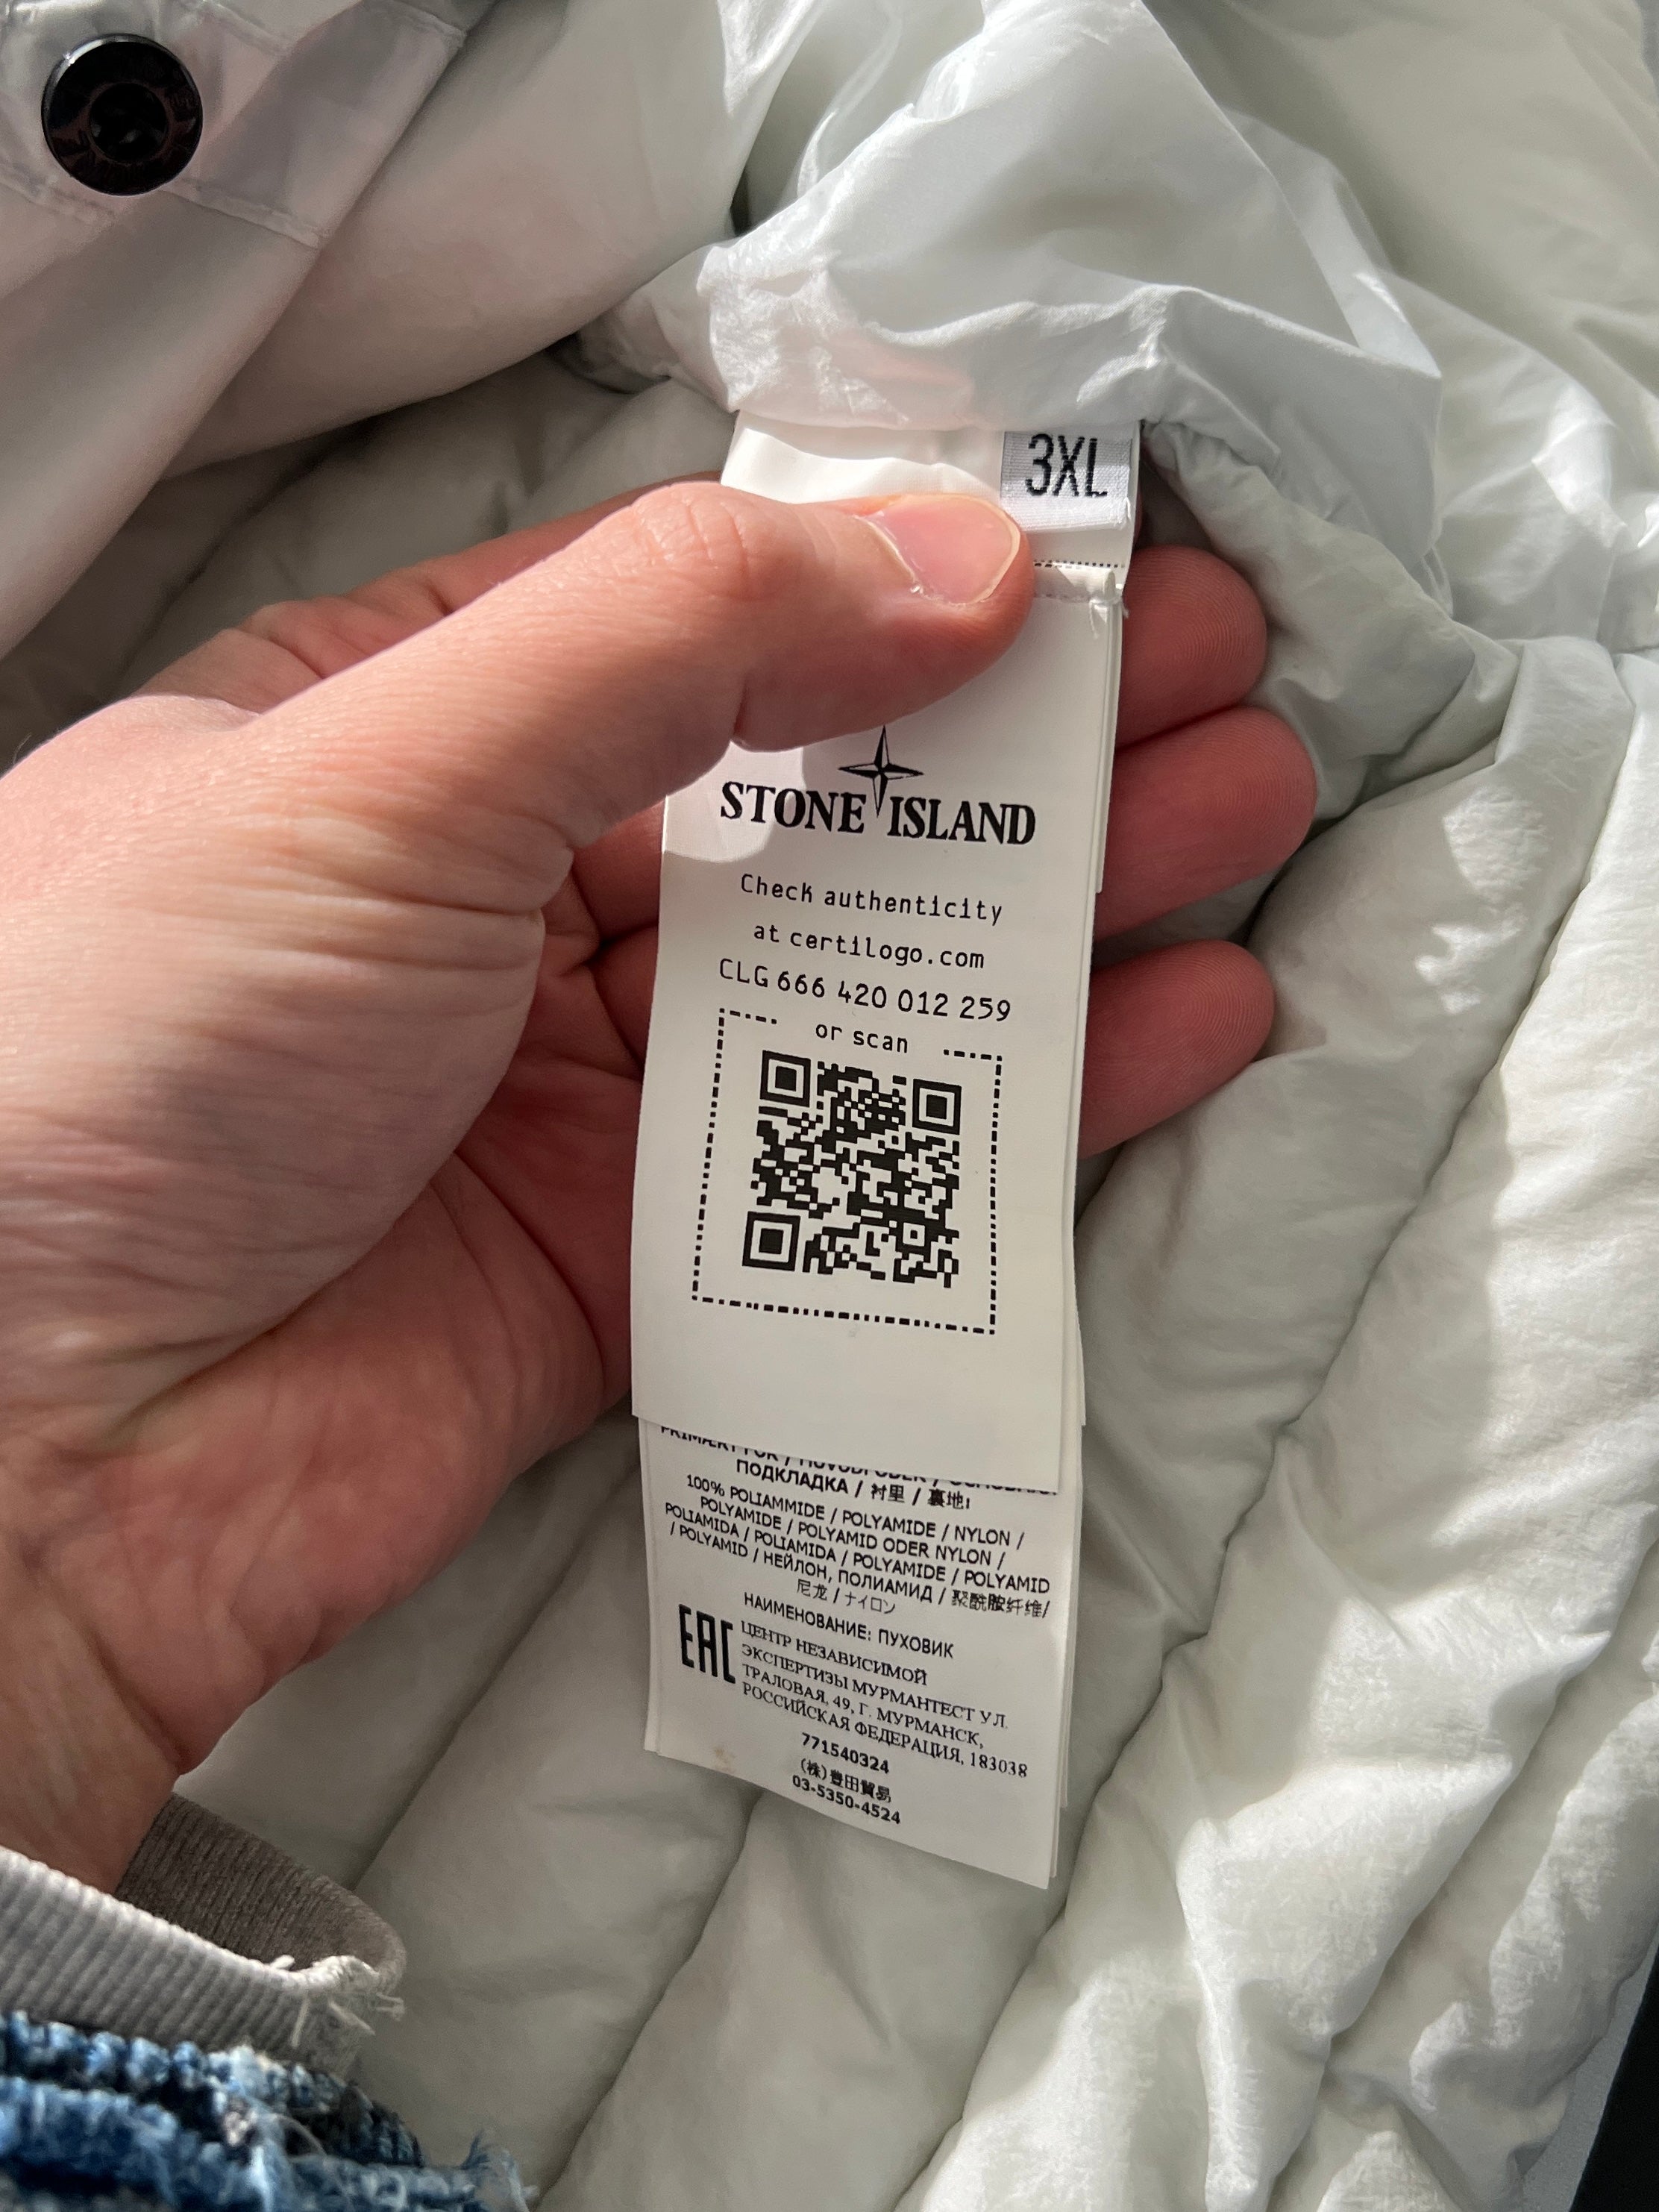 3XL
STONE ISLAND
Check authenticity
at certilogo.com
CLG 666 420 012 259
or scan
ПОДКЛАДКА / 衬里 / 裏地:
100% POLIAMMIDE / POLYAMIDE / NYLON /
POLYAMIDE / POLYAMID ODER NYLON /
POLIAMIDA / POLIAMIDA / POLYAMIDE / POLYAMID
/ POLYAMID / НЕЙЛОН, ПОЛИАМИД / 聚酰胺纤维/
尼龙 / ナイロン
НАИМЕНОВАНИЕ: ПУХОВИК
EAC
ЦЕНТР НЕЗАВИСИМОЙ
ЭКСПЕРТИЗЫ МУРМАНТЕСТ УЛ.
ТРАЛОВАЯ, 49, Г. МУРМАНСК,
РОССИЙСКАЯ ФЕДЕРАЦИЯ, 183038
771540324
(株)豊田貿易
03-5350-4524